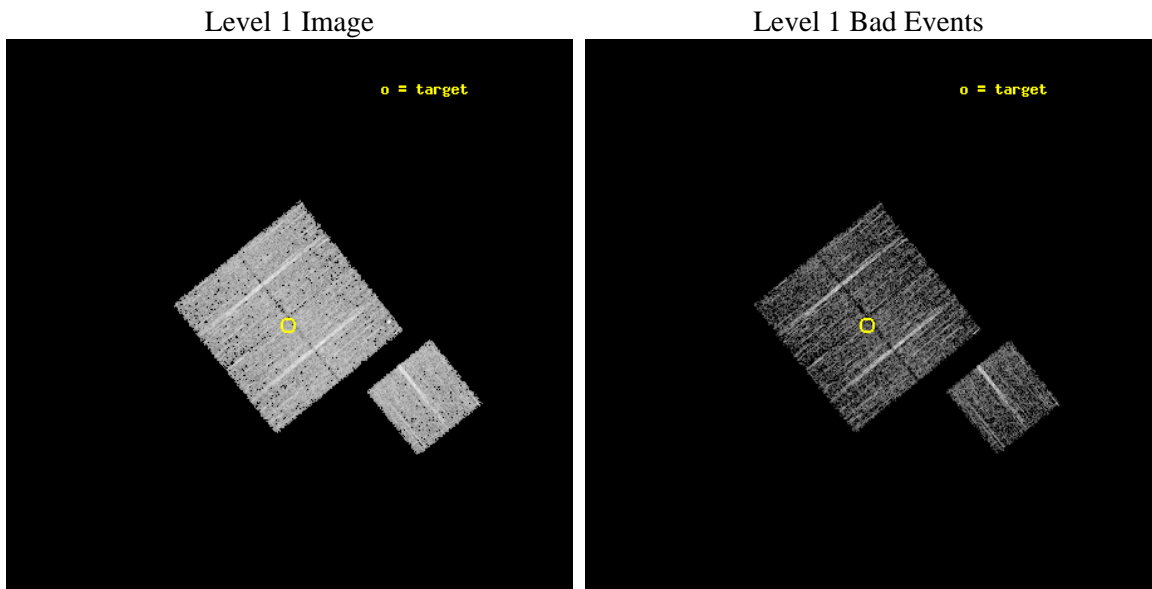 Level 1 Image
Level 1 Bad Events
o = target
o = target